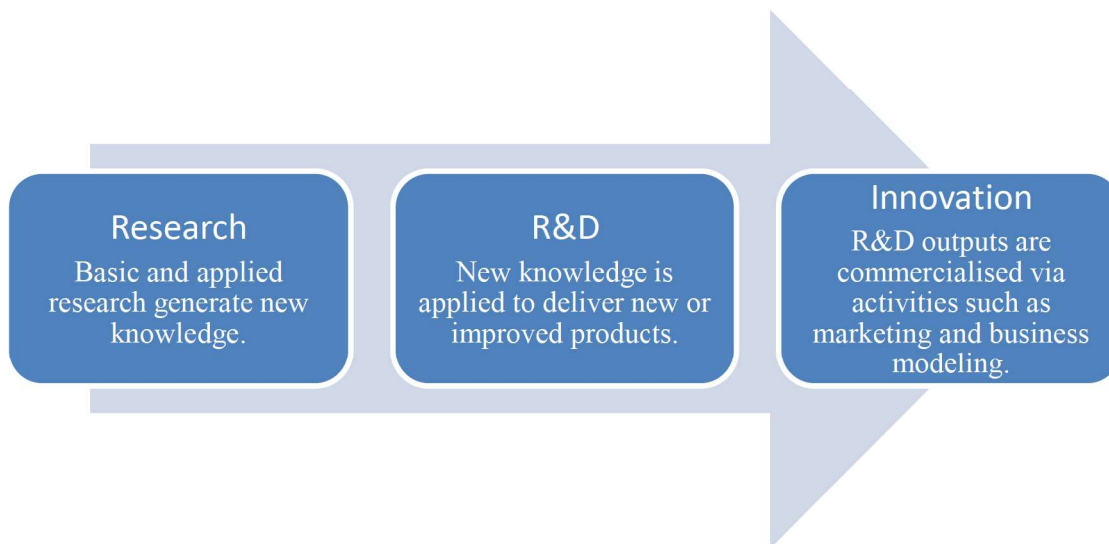 Research
Basic and applied
research generate new
knowledge.
R&D
New knowledge is
applied to deliver new or
improved products.
Innovation
R&D outputs are
commercialised via
activities such as
marketing and business
modeling.